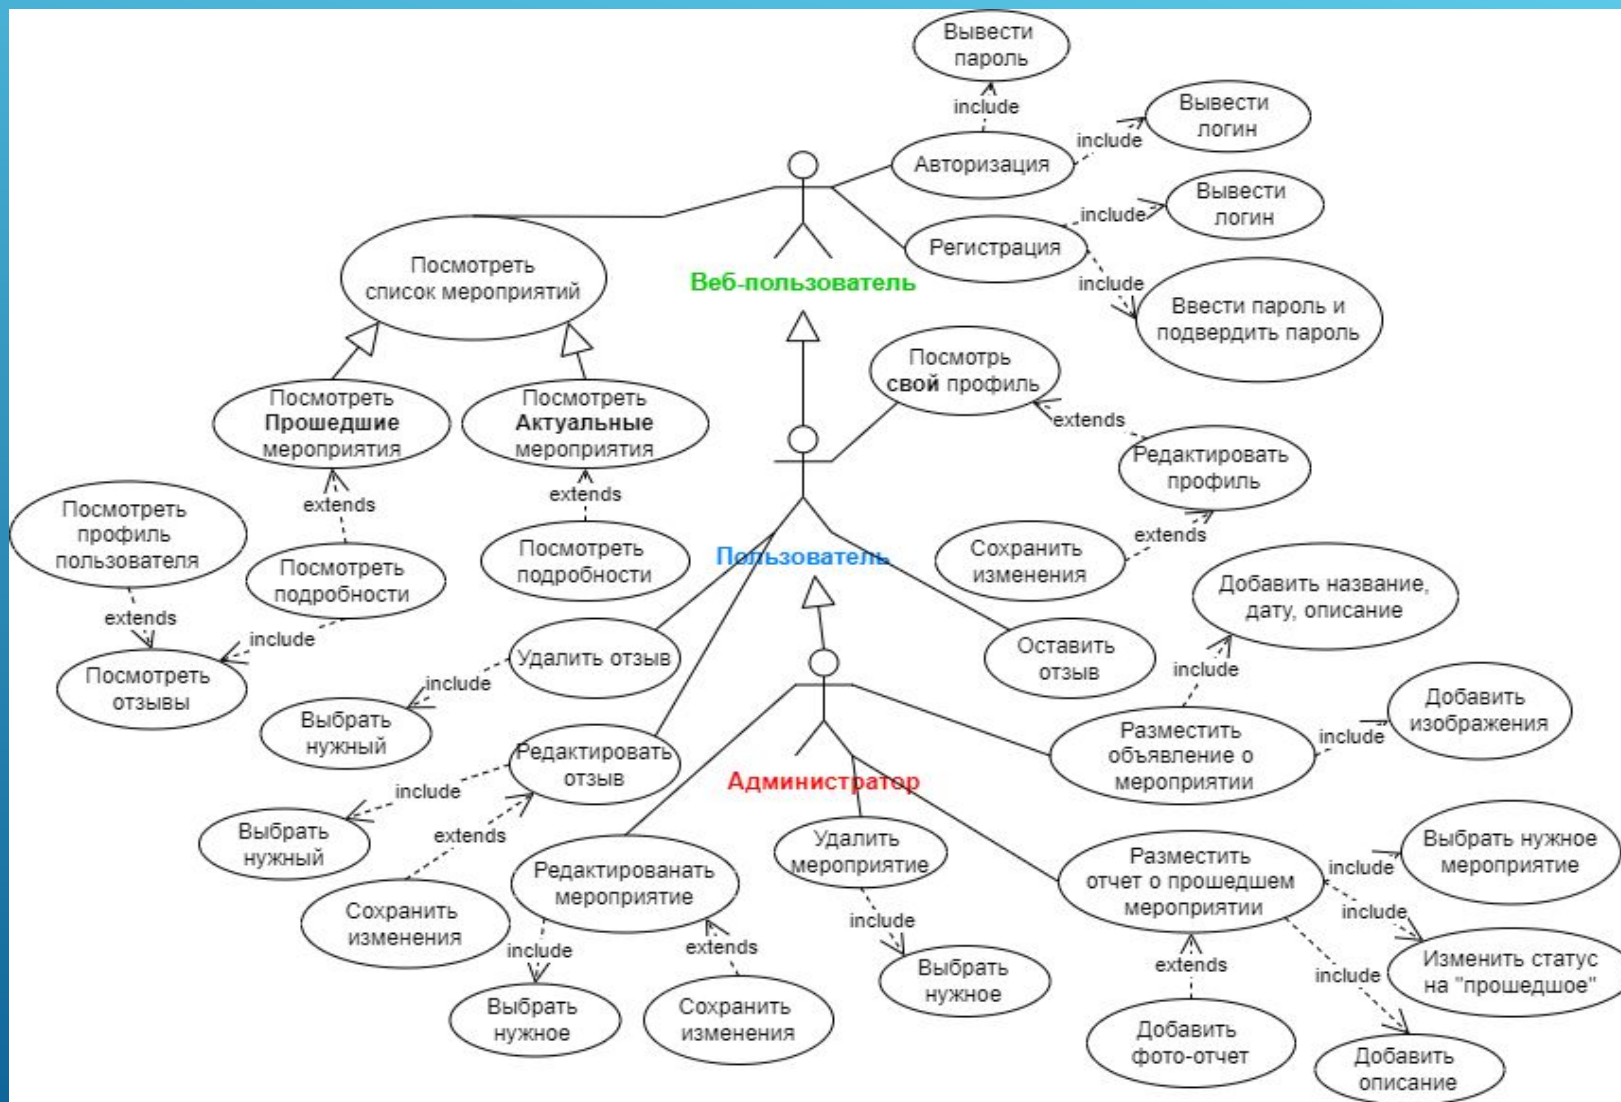 Вывести
пароль
include
Вывести
логин
include
Авторизация
Вывести
логин
include
Регистрация
include
Ввести пароль и
подвердить пароль
Веб-пользователь
Посмотреть
список мероприятий
Посмотрь
свой профиль
extends
Редактировать
профиль
extends
Сохранить
изменения
Посмотреть
Прошедшие
мероприятия
Посмотреть
Актуальные
мероприятия
extends
extends
Посмотреть
профиль
пользователя
Посмотреть
подробности
Посмотреть
подробности
extends
include
Посмотреть
отзывы
Пользователь
Добавить название,
дату, описание
include
Оставить
отзыв
Удалить отзыв
include
Выбрать
нужный
Редактировать
отзыв
include
Выбрать
нужный
extends
Сохранить
изменения
Администратор
Разместить
объявление о
мероприятии
include
Добавить
изображения
Удалить
мероприятие
include
Выбрать
нужное
Редактированать
мероприятие
include
Выбрать
нужное
extends
Сохранить
изменения
Разместить
отчет о прошедшем
мероприятии
include
Выбрать нужное
мероприятие
include
Изменить статус
на "прошедшое"
include
Добавить
описание
extends
Добавить
фото-отчет